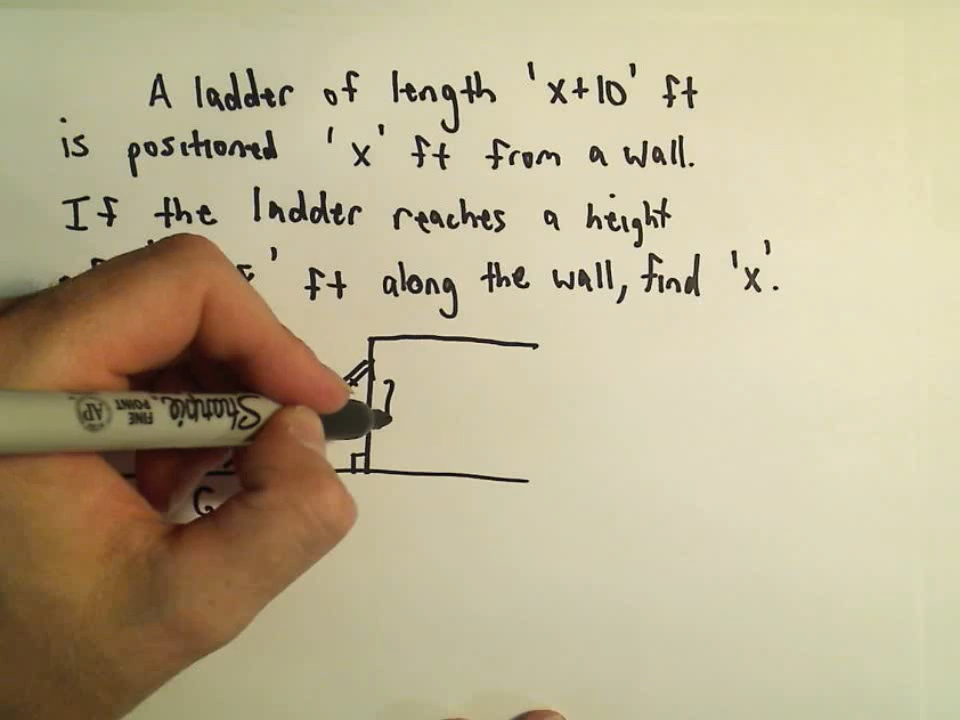 A ladder of length 'x+10' ft
is positioned 'x' ft from a wall.
If the ladder reaches a height
ft along the wall, find 'x'.
Sharpie.
FINE
POINT
AP
G